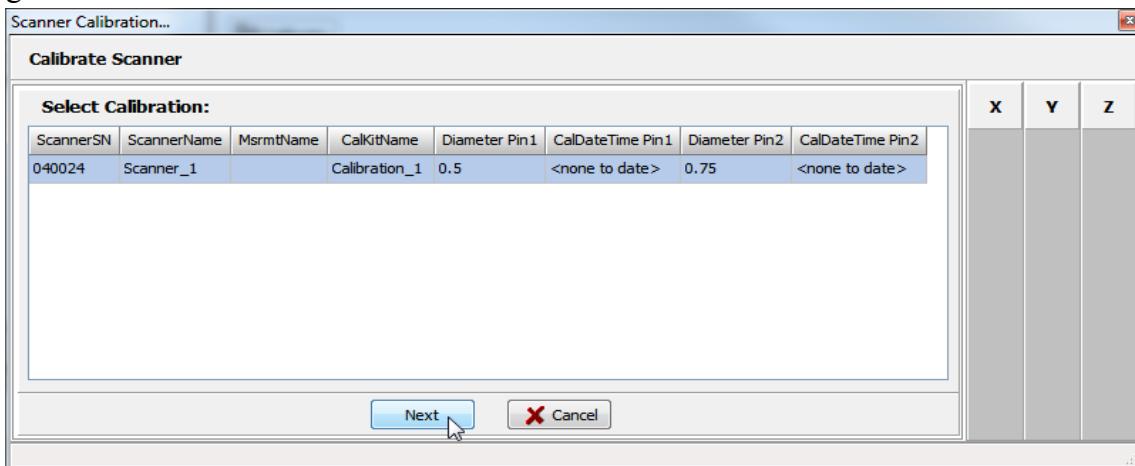 Scanner Calibration...
Calibrate Scanner
Select Calibration:
X Y Z
ScannerSN ScannerName MsrmtName CalKitName Diameter Pin1 CalDateTime Pin1 Diameter Pin2 CalDateTime Pin2
040024 Scanner_1 Calibration_1 0.5 <none to date> 0.75 <none to date>
Next Cancel